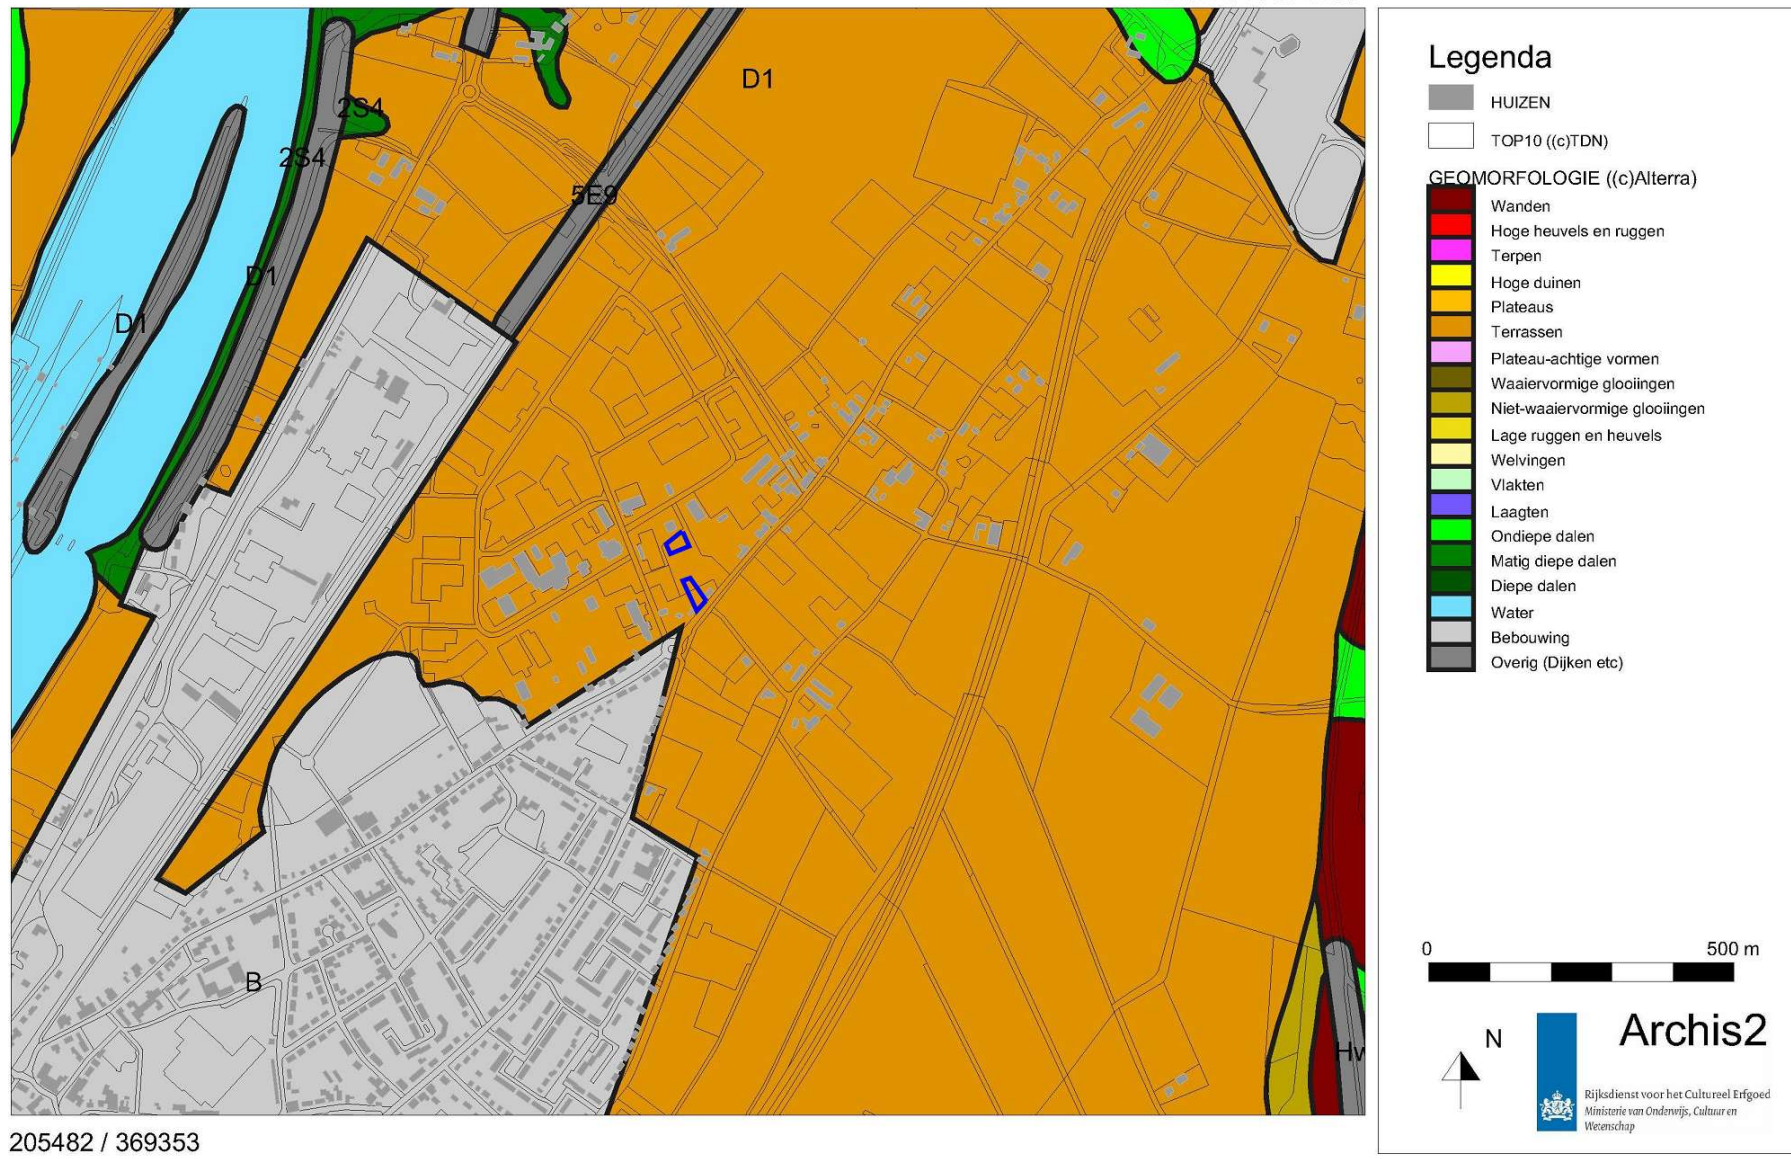 D1
2S4
2S4
5E9
D1
D1
B
205482 / 369353
Legenda
HUIZEN
TOP10 ((c)TDN)
GEOMORFOLOGIE ((c)Alterra)
Wanden
Hoge heuvels en ruggen
Terpen
Hoge duinen
Plateaus
Terrassen
Plateau-achtige vormen
Waaiervormige glooiingen
Niet-waaiervormige glooiingen
Lage ruggen en heuvels
Welvingen
Vlakten
Laagten
Ondiepe dalen
Matig diepe dalen
Diepe dalen
Water
Bebouwing
Overig (Dijken etc)
0 500 m
N
Archis2
Rijksdienst voor het Cultureel Erfgoed
Ministerie van Onderwijs, Cultuur en
Wetenschap